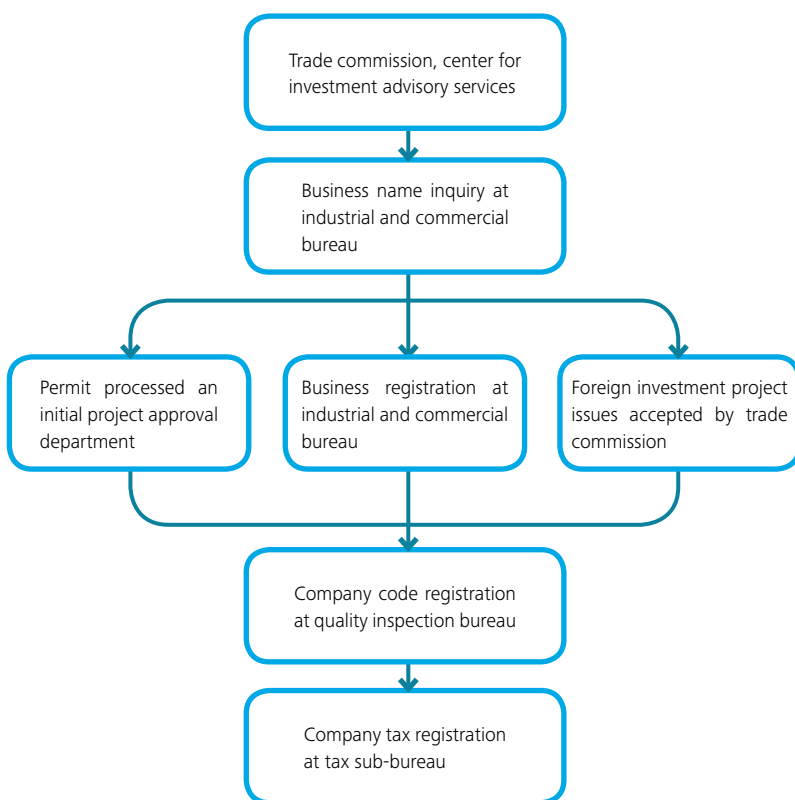 Trade commission, center for
investment advisory services
Business name inquiry at
industrial and commercial
bureau
Permit processed an
initial project approval
department
Business registration at
industrial and commercial
bureau
Foreign investment project
issues accepted by trade
commission
Company code registration
at quality inspection bureau
Company tax registration
at tax sub-bureau